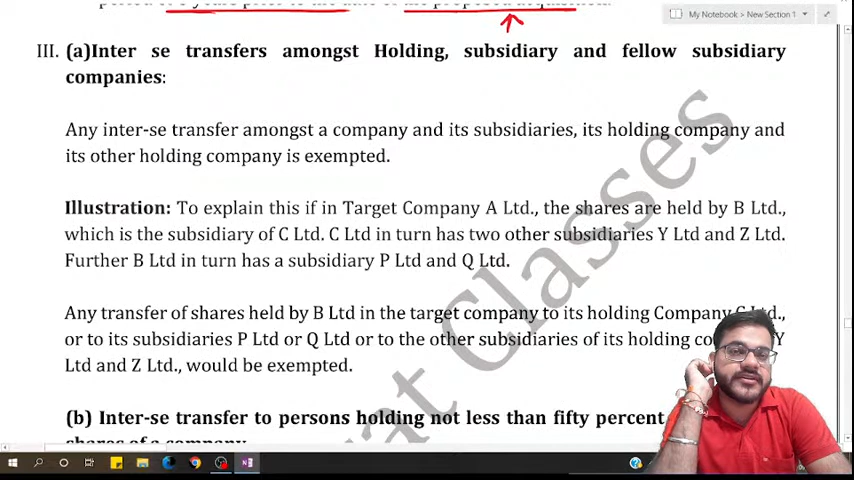 My Notebook > New Section 1
III. (a)Inter se transfers amongst Holding, subsidiary and fellow subsidiary
companies:
Any inter-se transfer amongst a company and its subsidiaries, its holding company and
its other holding company is exempted.
Illustration: To explain this if in Target Company A Ltd., the shares are held by B Ltd.,
which is the subsidiary of C Ltd. C Ltd in turn has two other subsidiaries Y Ltd and Z Ltd.
Further B Ltd in turn has a subsidiary P Ltd and Q Ltd.
Any transfer of shares held by B Ltd in the target company to its holding Company C Ltd.,
or to its subsidiaries P Ltd or Q Ltd or to the other subsidiaries of its holding Y
Ltd and Z Ltd., would be exempted.
(b) Inter-se transfer to persons holding not less than fifty percent
shares of a company
at Classes